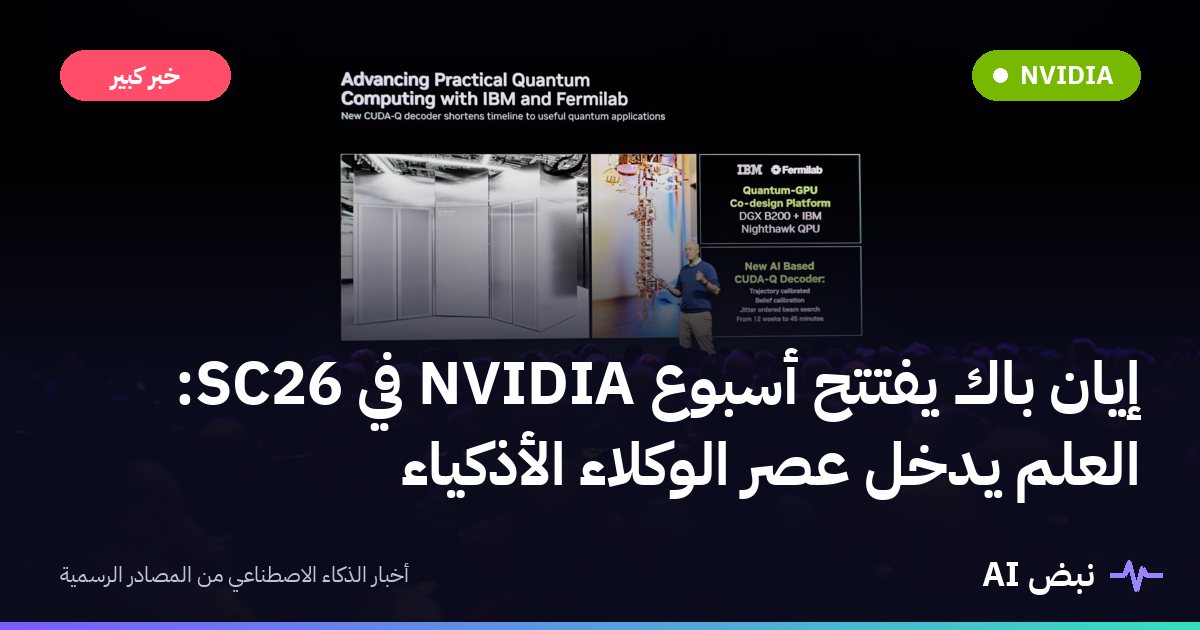 خبر كبير
NVIDIA
Advancing Practical Quantum
Computing with IBM and Fermilab
New CUDA-Q decoder shortens timeline to useful quantum applications
IBM Fermilab
Quantum-GPU
Co-design Platform
DGX B200 + IBM
Nighthawk QPU
New AI Based
CUDA-Q Decoder:
Trajectory calibrated
Belief calibration
Jitter ordered beam search
From 12 weeks to 45 minutes
إيان باك يفتتح أسبوع NVIDIA في SC26:
العلم يدخل عصر الوكلاء الأذكياء
نبض AI
أخبار الذكاء الاصطناعي من المصادر الرسمية